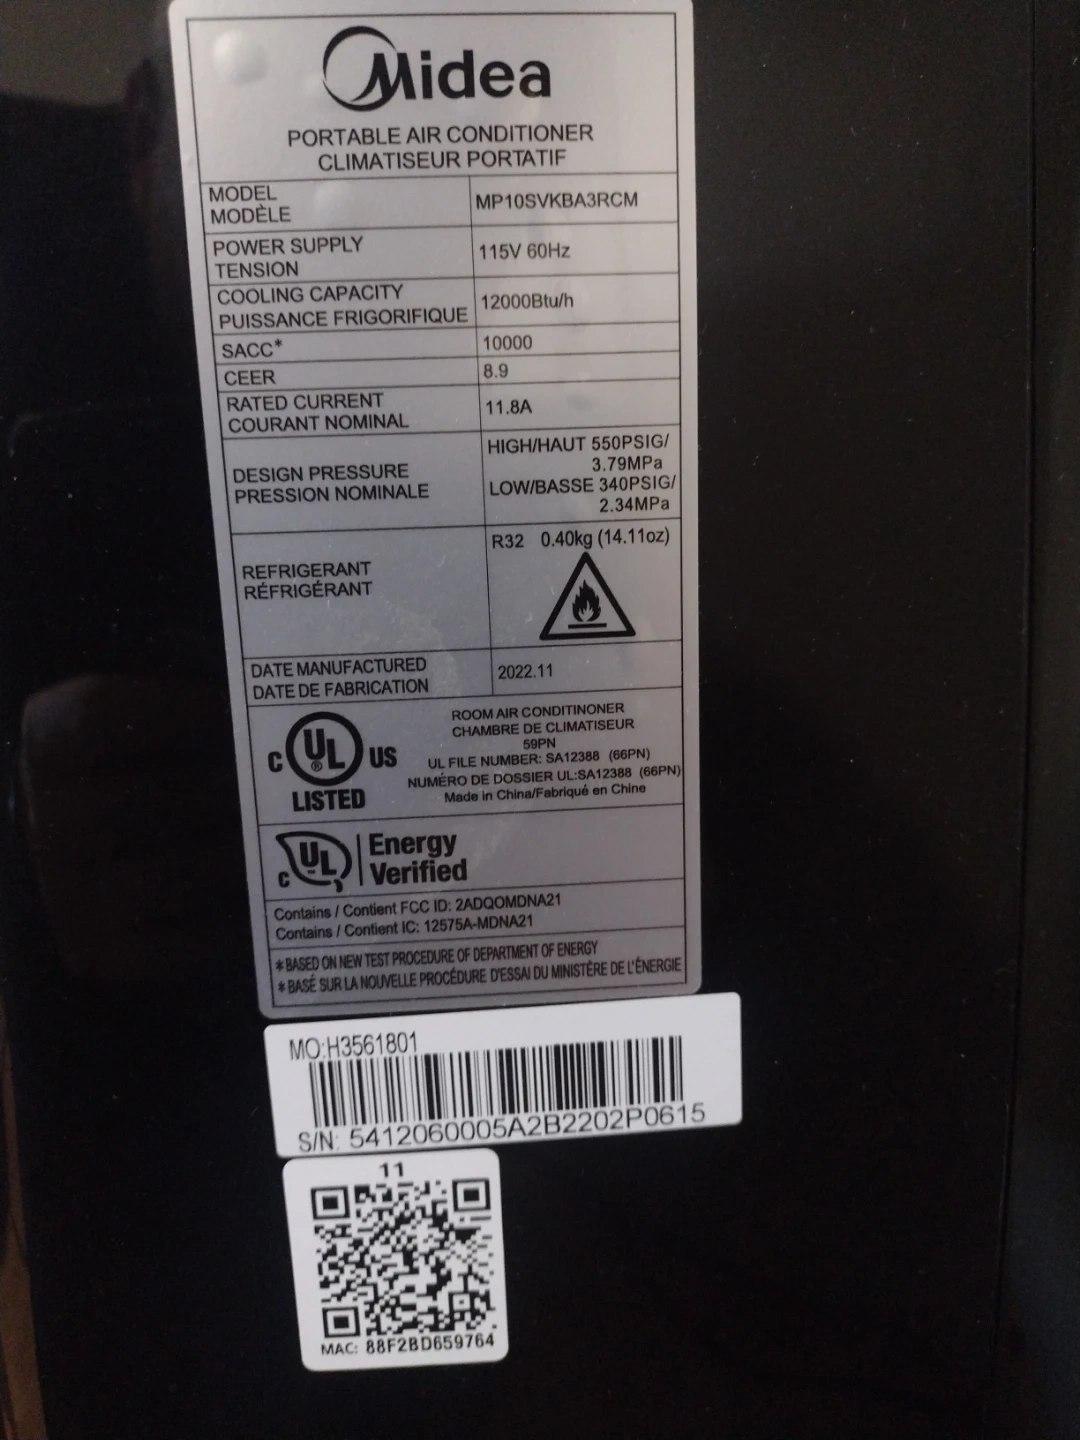 Midea
PORTABLE AIR CONDITIONER
CLIMATISEUR PORTATIF
MODEL
MODÈLE
MP10SVKBA3RCM
POWER SUPPLY
TENSION
115V 60Hz
COOLING CAPACITY
PUISSANCE FRIGORIFIQUE
12000Btu/h
SACC*
10000
CEER
8.9
RATED CURRENT
COURANT NOMINAL
11.8A
DESIGN PRESSURE
PRESSION NOMINALE
HIGH/HAUT 550PSIG/
3.79MPa
LOW/BASSE 340PSIG/
2.34MPa
REFRIGERANT
RÉFRIGÉRANT
R32 0.40kg (14.11oz)
DATE MANUFACTURED
DATE DE FABRICATION
2022.11
C UL ® US
LISTED
ROOM AIR CONDITINONER
CHAMBRE DE CLIMATISEUR
59PN
UL FILE NUMBER: SA12388 (66PN)
NUMÉRO DE DOSSIER UL:SA12388 (66PN)
Made in China/Fabriqué en Chine
c UL ™
Energy
Verified
Contains / Contient FCC ID: 2ADQOMDNA21
Contains / Contient IC: 12575A-MDNA21
* BASED ON NEW TEST PROCEDURE OF DEPARTMENT OF ENERGY
* BASÉ SUR LA NOUVELLE PROCÉDURE D'ESSAI DU MINISTÈRE DE L'ÉNERGIE
MO:H3561801
S/N: 5412060005A2B2202P0615
11
MAC: 88F2BD659764